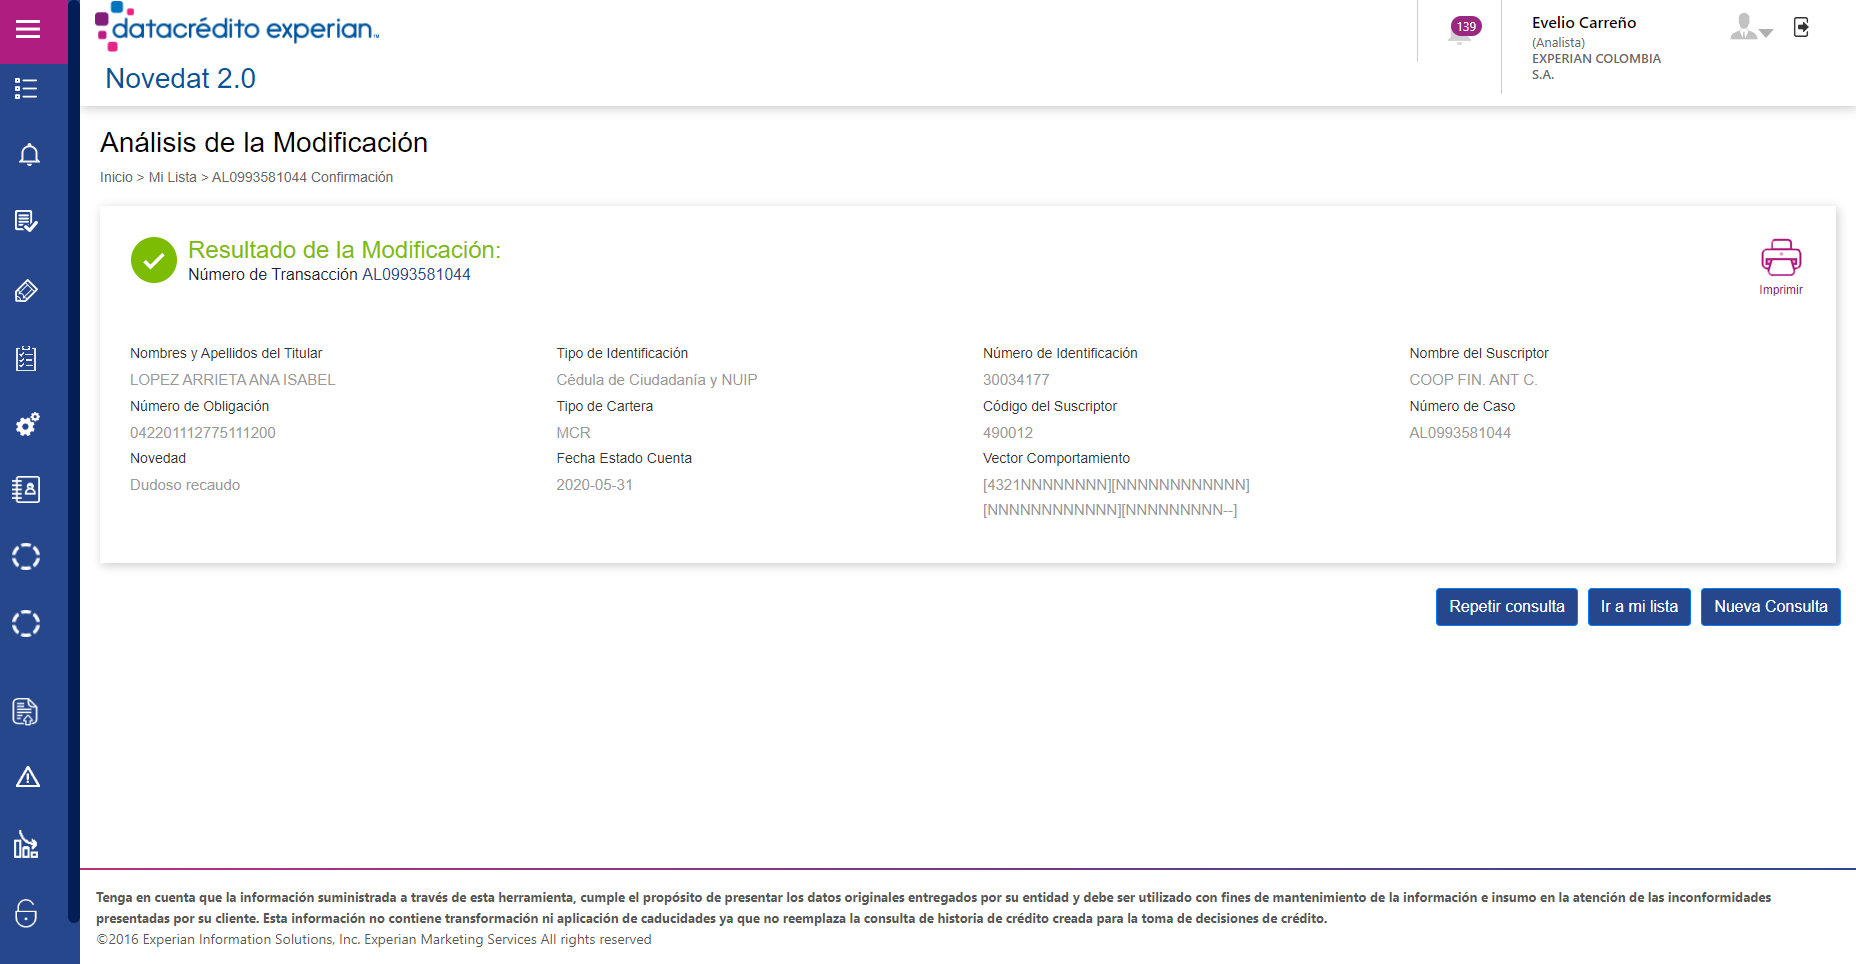 datacrédito experian™
139
Evelio Carreño
(Analista)
EXPERIAN COLOMBIA
S.A.
Novedat 2.0
Análisis de la Modificación
Inicio > Mi Lista > AL0993581044 Confirmación
Resultado de la Modificación:
Número de Transacción AL0993581044
Imprimir
Nombres y Apellidos del Titular
LOPEZ ARRIETA ANA ISABEL
Tipo de Identificación
Cédula de Ciudadanía y NUIP
Número de Identificación
30034177
Nombre del Suscriptor
COOP FIN. ANT C.
Número de Obligación
042201112775111200
Tipo de Cartera
MCR
Código del Suscriptor
490012
Número de Caso
AL0993581044
Novedad
Dudoso recaudo
Fecha Estado Cuenta
2020-05-31
Vector Comportamiento
[4321NNNNNNNN][NNNNNNNNNNNN]
[NNNNNNNNNNNN][NNNNNNNNN--]
Repetir consulta
Ir a mi lista
Nueva Consulta
Tenga en cuenta que la información suministrada a través de esta herramienta, cumple el propósito de presentar los datos originales entregados por su entidad y debe ser utilizado con fines de mantenimiento de la información e insumo en la atención de las inconformidades
presentadas por su cliente. Esta información no contiene transformación ni aplicación de caducidades ya que no reemplaza la consulta de historia de crédito creada para la toma de decisiones de crédito.
©2016 Experian Information Solutions, Inc. Experian Marketing Services All rights reserved